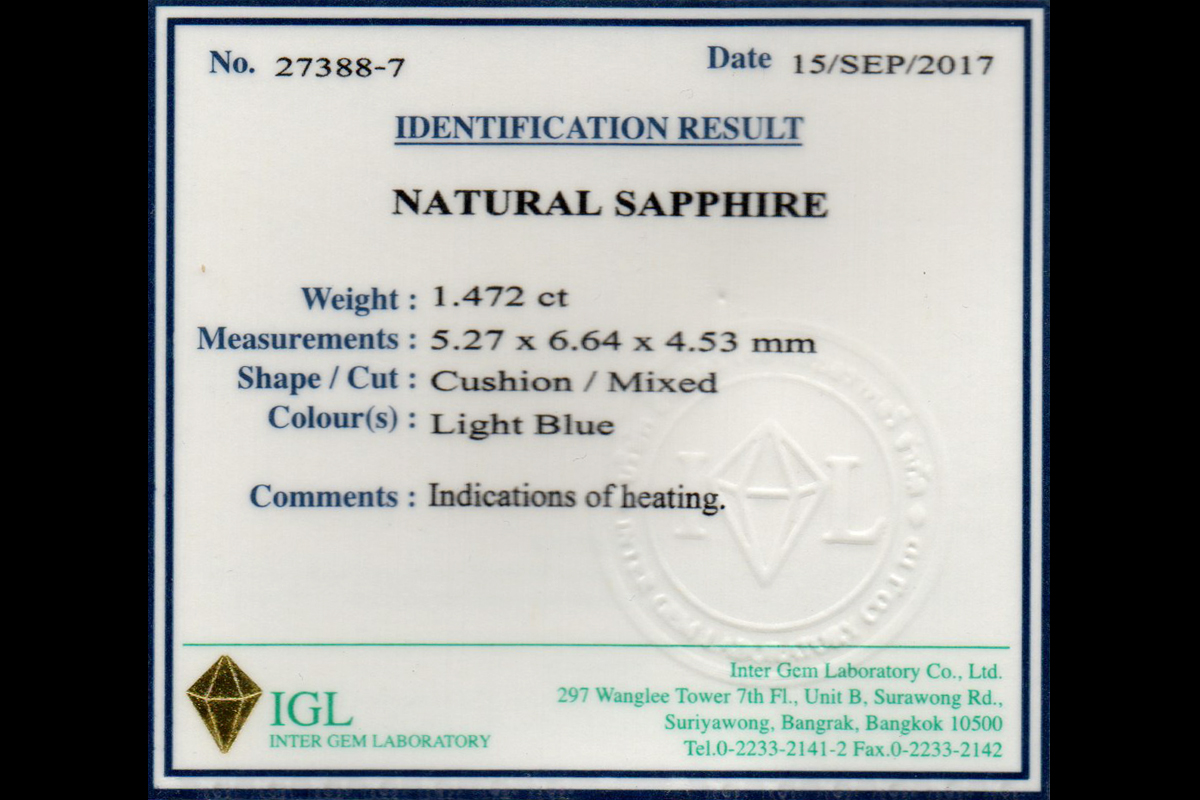 No. 27388-7
Date 15/SEP/2017
IDENTIFICATION RESULT
NATURAL SAPPHIRE
Weight : 1.472 ct
Measurements : 5.27 x 6.64 x 4.53 mm
Shape / Cut : Cushion / Mixed
Colour(s) : Light Blue
Comments : Indications of heating.
I L
IGL
INTER GEM LABORATORY
Inter Gem Laboratory Co., Ltd.
297 Wanglee Tower 7th Fl., Unit B, Surawong Rd.,
Suriyawong, Bangrak, Bangkok 10500
Tel.0-2233-2141-2 Fax.0-2233-2142